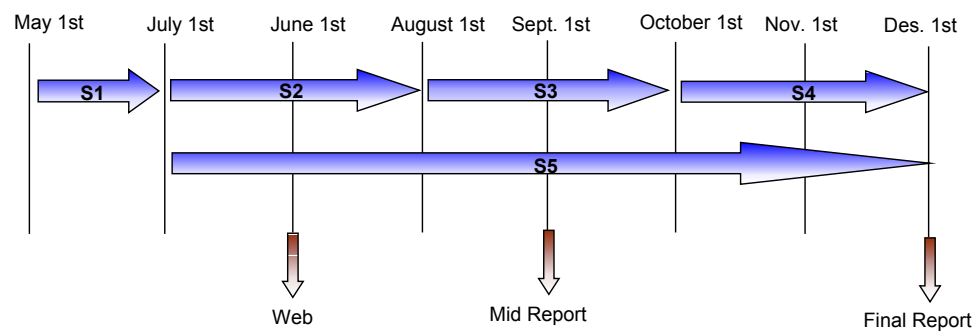 May 1st
July 1st
June 1st
August 1st
Sept. 1st
October 1st
Nov. 1st
Des. 1st
S1
S2
S3
S4
S5
Web
Mid Report
Final Report